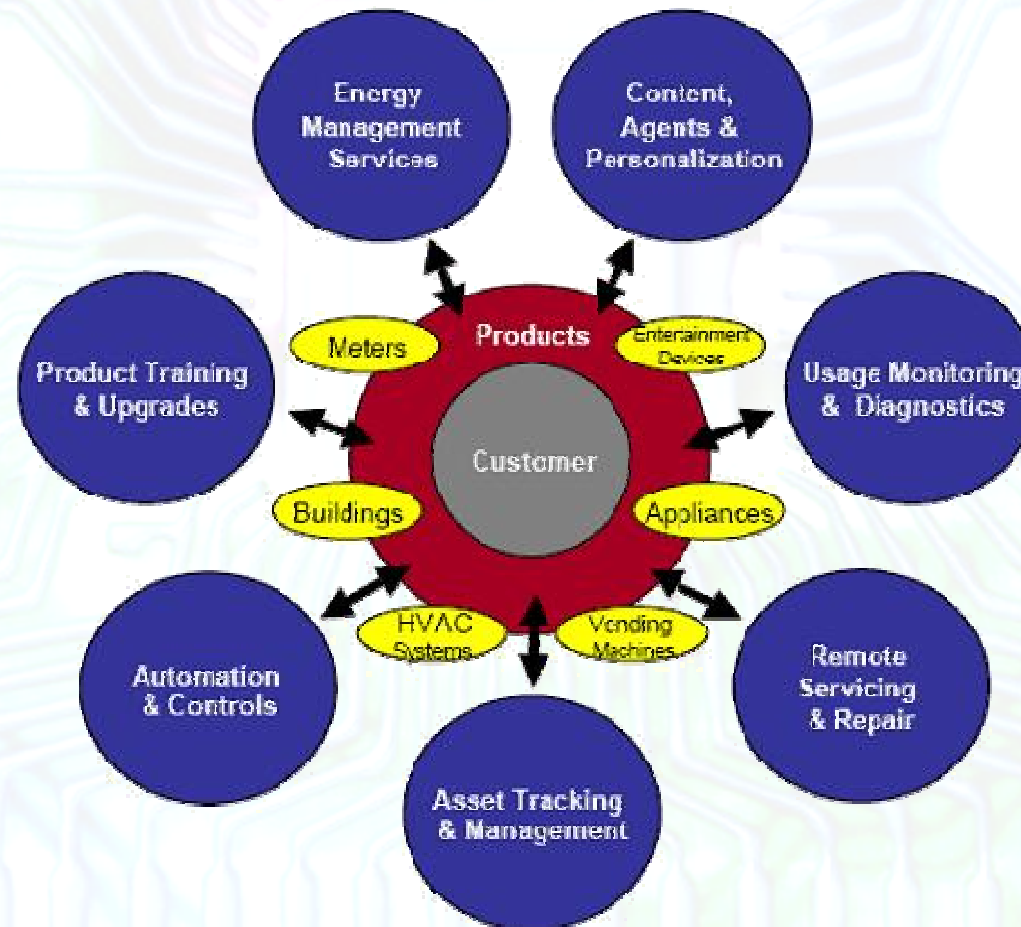 Energy
Management
Services
Content,
Agents &
Personalization
Products
Meters
Entertainment
Devices
Product Training
& Upgrades
Usage Monitoring
& Diagnostics
Customer
Buildings
Appliances
HVAC
Systems
Vending
Machines
Automation
& Controls
Remote
Servicing
& Repair
Asset Tracking
& Management